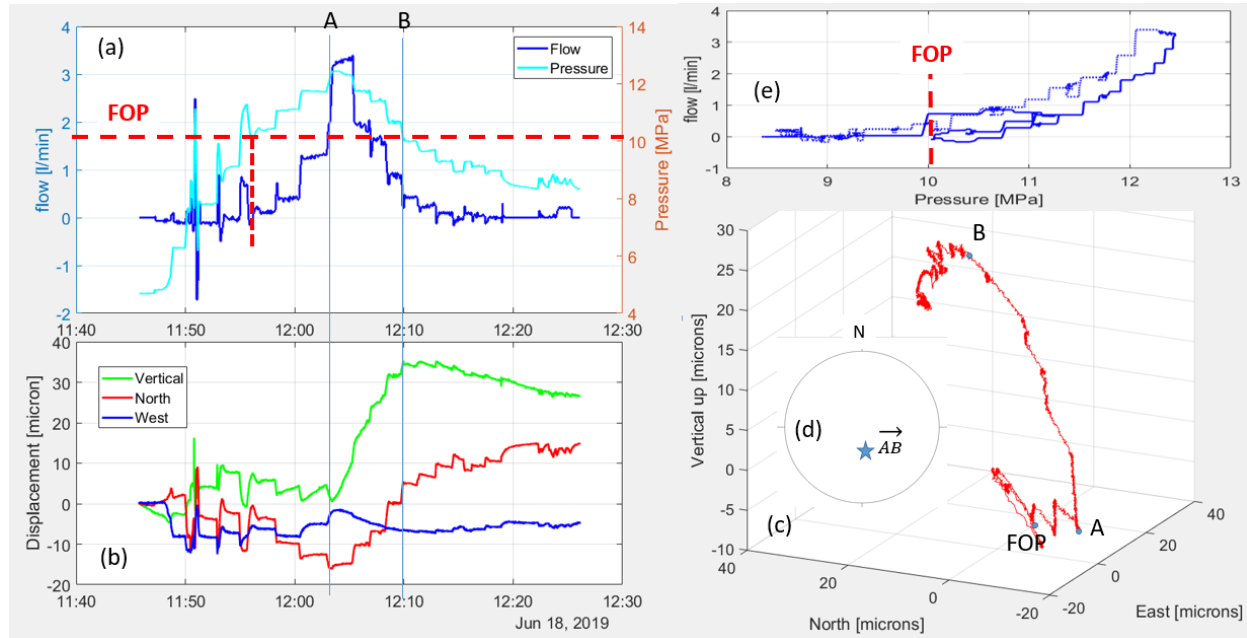 A B
(a)
Flow
Pressure
FOP
flow [l/min]
4
3
2
1
0
-1
-2
Pressure [MPa]
14
12
10
8
6
4
11:40 11:50 12:00 12:10 12:20 12:30
Displacement [micron]
40
30
20
10
0
-10
-20
Vertical
North
West
(b)
11:40 11:50 12:00 12:10 12:20 12:30
Jun 18, 2019
flow [l/min]
4
3
2
1
0
-1
FOP
(e)
8 9 10 11 12 13
Pressure [MPa]
Vertical up [microns]
30
25
20
15
10
5
0
-5
-10
B
N
(d)
AB
(c)
FOP
A
40
20
0
-20
North [microns]
-20
0
20
40
East [microns]